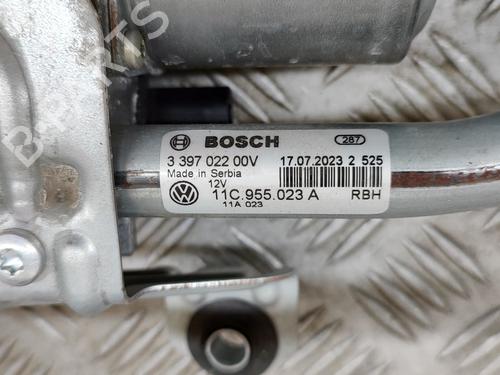 B-PARTS
BOSCH 287
3 397 022 00V 17.07.2023 2 525
Made in Serbia
12V
11C.955.023 A RBH
11A 023